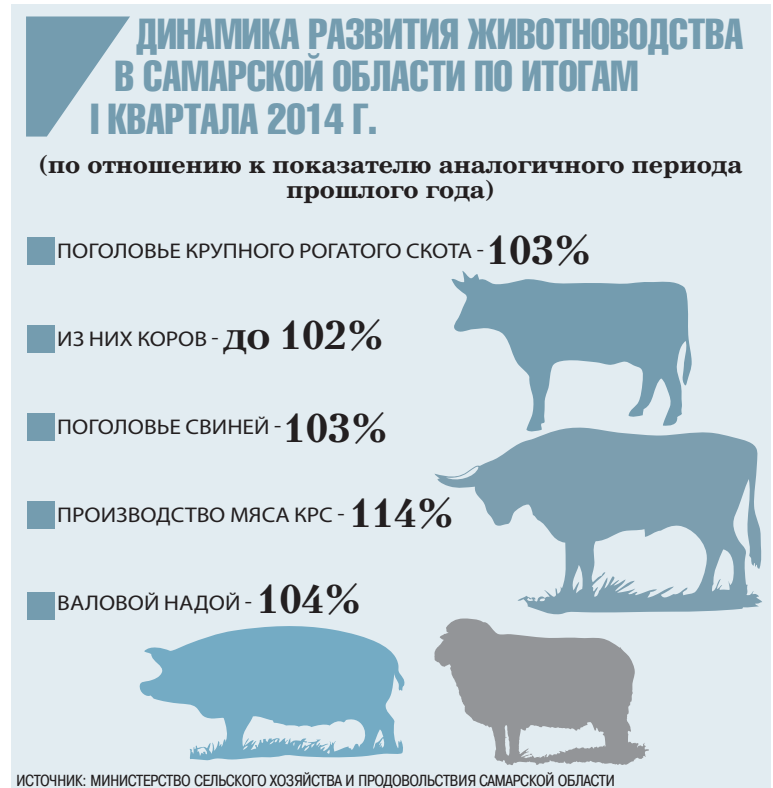 ДИНАМИКА РАЗВИТИЯ ЖИВОТНОВОДСТВА
В САМАРСКОЙ ОБЛАСТИ ПО ИТОГАМ
I КВАРТАЛА 2014 Г.
(по отношению к показателю аналогичного периода
прошлого года)
ПОГОЛОВЬЕ КРУПНОГО РОГАТОГО СКОТА - 103%
ИЗ НИХ КОРОВ - до 102%
ПОГОЛОВЬЕ СВИНЕЙ - 103%
ПРОИЗВОДСТВО МЯСА КРС - 114%
ВАЛОВОЙ НАДОЙ - 104%
ИСТОЧНИК: МИНИСТЕРСТВО СЕЛЬСКОГО ХОЗЯЙСТВА И ПРОДОВОЛЬСТВИЯ САМАРСКОЙ ОБЛАСТИ